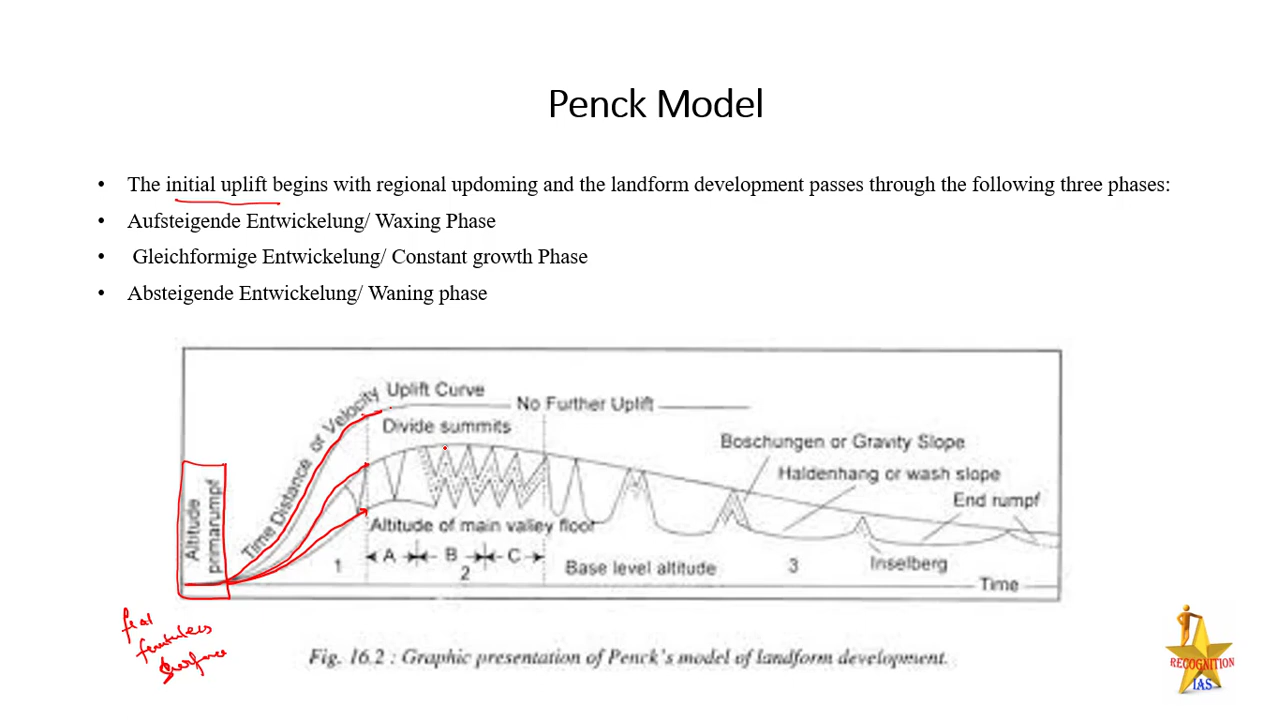 Penck Model
• The initial uplift begins with regional updoming and the landform development passes through the following three phases:
• Aufsteigende Entwickelung/ Waxing Phase
• Gleichformige Entwickelung/ Constant growth Phase
• Absteigende Entwickelung/ Waning phase
Altitude
primarumpf
Time Distance or Velocity
Uplift Curve
No Further Uplift
Divide summits
Boschungen or Gravity Slope
Haldenhang or wash slope
End rumpf
Altitude of main valley floor
1
A
B
C
2
Base level altitude
3
Inselberg
Time
surface
Fig. 16.2 : Graphic presentation of Penck's model of landform development.
RECOGNITION
IAS